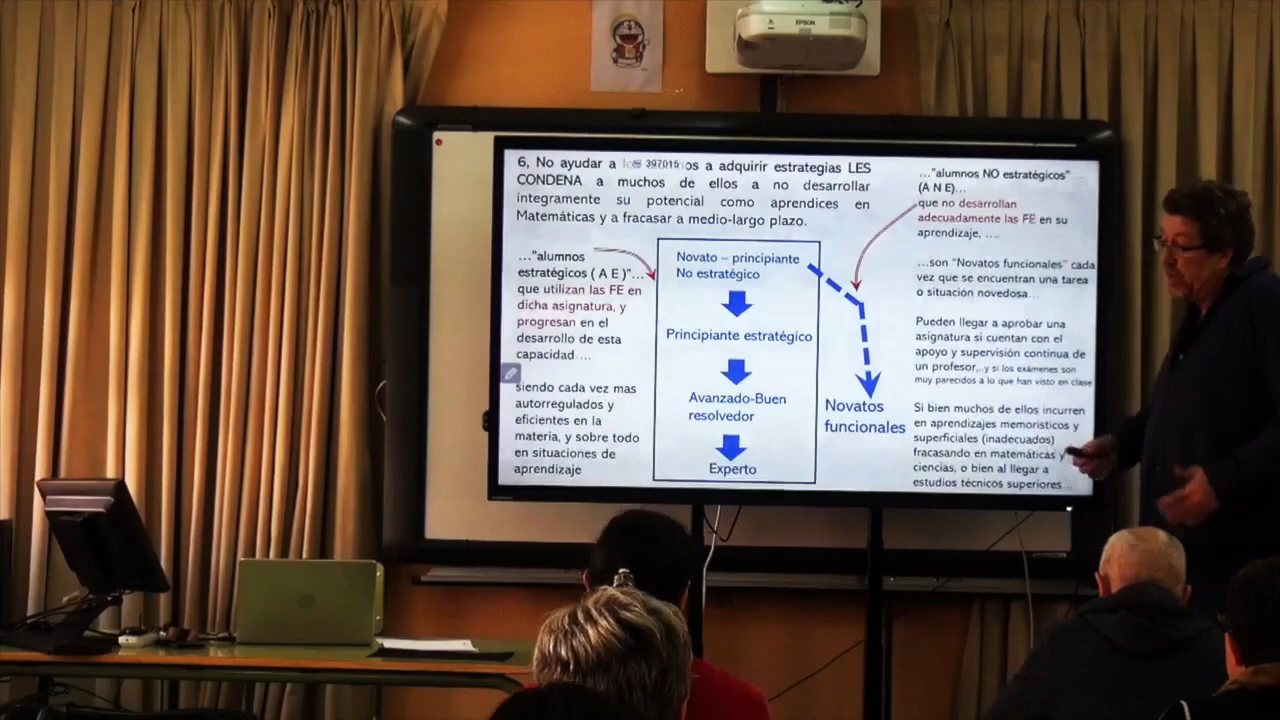 EPSON
6, No ayudar a los 397015 os a adquirir estrategias LES
CONDENA a muchos de ellos a no desarrollar
integramente su potencial como aprendices en
Matemáticas y a fracasar a medio-largo plazo.
..."alumnos
estratégicos ( A E )"...
que utilizan las FE en
dicha asignatura, y
progresan en el
desarrollo de esta
capacidad....
siendo cada vez mas
autorregulados y
eficientes en la
materia, y sobre todo
en situaciones de
aprendizaje
Novato – principiante
No estratégico
Principiante estratégico
Avanzado-Buen
resolvedor
Experto
Novatos
funcionales
..."alumnos NO estratégicos"
(A N E)...
que no desarrollan
adecuadamente las FE en su
aprendizaje, ....
...son "Novatos funcionales" cada
vez que se encuentran una tarea
o situación novedosa...
Pueden llegar a aprobar una
asignatura si cuentan con el
apoyo y supervisión continua de
un profesor,..y si los exámenes son
muy parecidos a lo que han visto en clase
Si bien muchos de ellos incurren
en aprendizajes memorísticos y
superficiales (inadecuados)
fracasando en matemáticas y
ciencias, o bien al llegar a
estudios técnicos superiores...